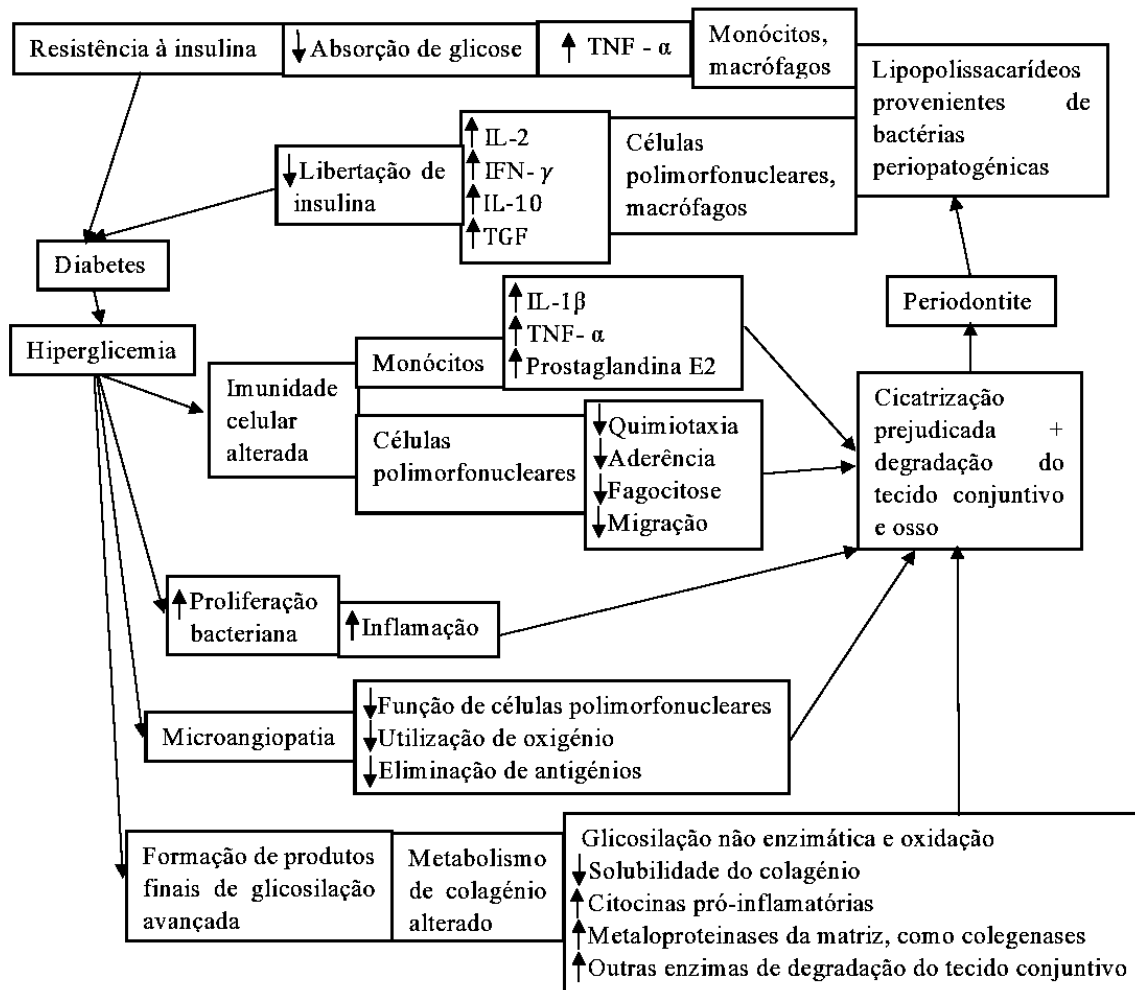 Resistência à insulina
↓ Absorção de glicose
↑ TNF - α
Monócitos,
macrófagos
Lipopolissacarídeos
provenientes de
bactérias
periopatogénicas
↓ Libertação de
insulina
↑ IL-2
↑ IFN- γ
↑ IL-10
↑ TGF
Células
polimorfonucleares,
macrófagos
Diabetes
Periodontite
Hiperglicemia
Imunidade
celular
alterada
Monócitos
↑ IL-1β
↑ TNF- α
↑ Prostaglandina E2
Células
polimorfonucleares
↓ Quimiotaxia
↓ Aderência
↓ Fagocitose
↓ Migração
Cicatrização
prejudicada +
degradação do
tecido conjuntivo
e osso
↑ Proliferação
bacteriana
↑ Inflamação
Microangiopatia
↓ Função de células polimorfonucleares
↓ Utilização de oxigénio
↓ Eliminação de antigénios
Formação de produtos
finais de glicosilação
avançada
Metabolismo
de colagénio
alterado
Glicosilação não enzimática e oxidação
↓ Solubilidade do colagénio
↑ Citocinas pró-inflamatórias
↑ Metaloproteinases da matriz, como colegenases
↑ Outras enzimas de degradação do tecido conjuntivo